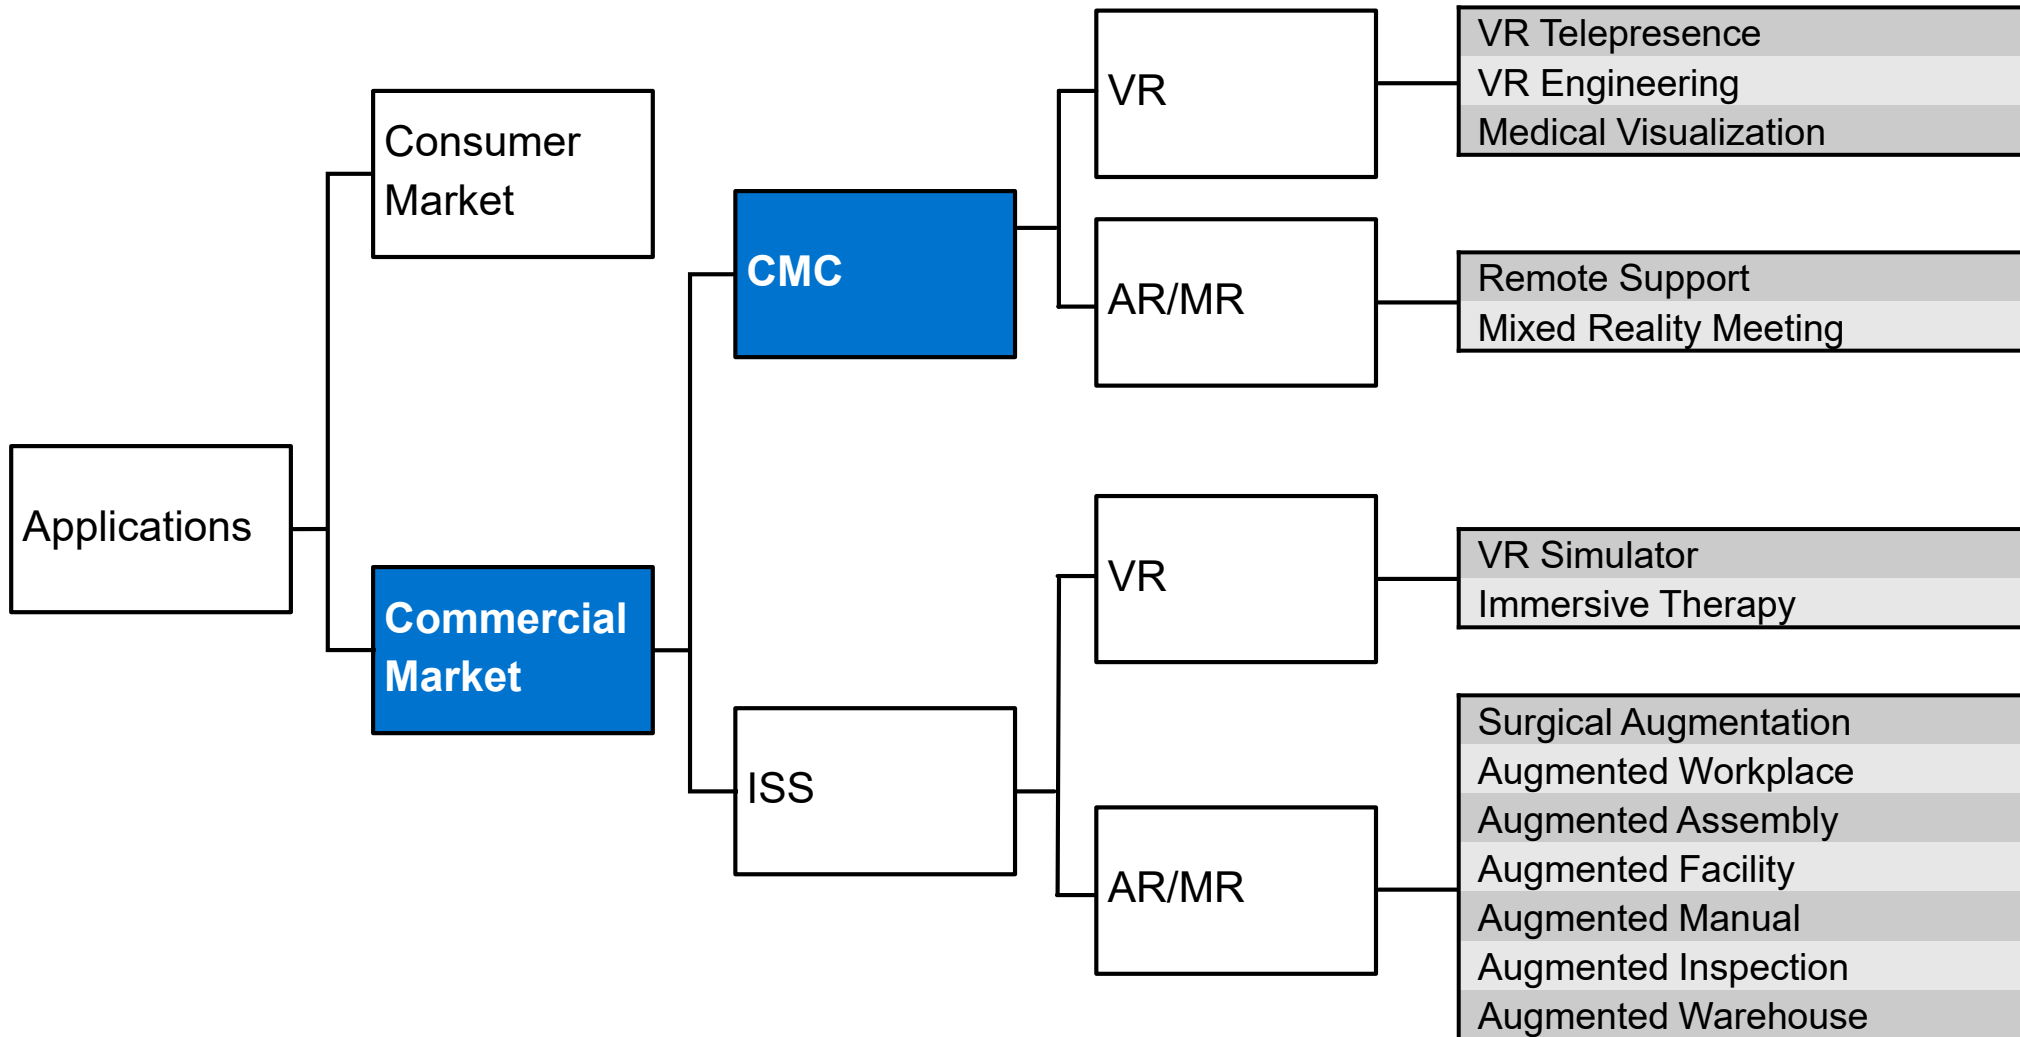 Applications
Consumer
Market
Commercial
Market
CMC
ISS
VR
AR/MR
VR
AR/MR
VR Telepresence
VR Engineering
Medical Visualization
Remote Support
Mixed Reality Meeting
VR Simulator
Immersive Therapy
Surgical Augmentation
Augmented Workplace
Augmented Assembly
Augmented Facility
Augmented Manual
Augmented Inspection
Augmented Warehouse